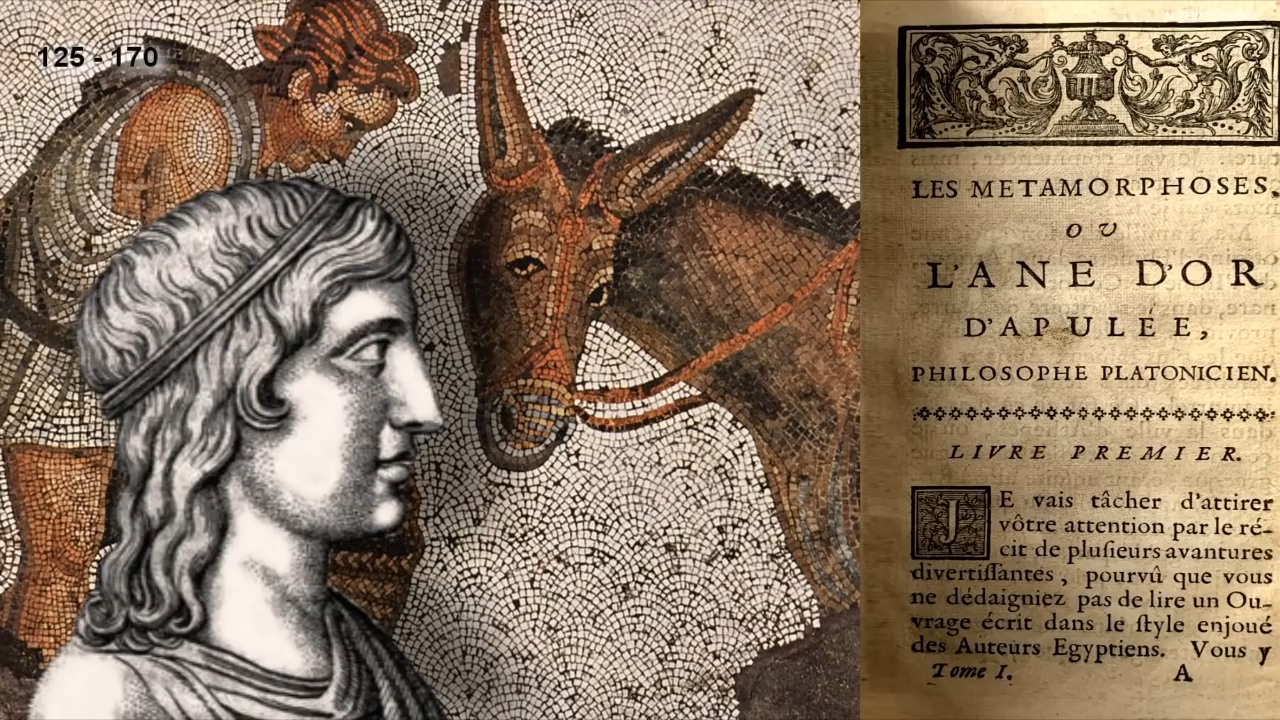 125 - 170
LES METAMORPHOSES,
OU
L'ANE D'OR
D'APULEE,
PHILOSOPHE PLATONICIEN.
LIVRE PREMIER.
JE vais tâcher d'attirer
vôtre attention par le ré-
cit de pluſieurs avantures
divertiſſantes, pourvû que vous
ne dédaigniez pas de lire un Ou-
vrage écrit dans le ſtyle enjoué
des Auteurs Egyptiens. Vous y
Tome I. A